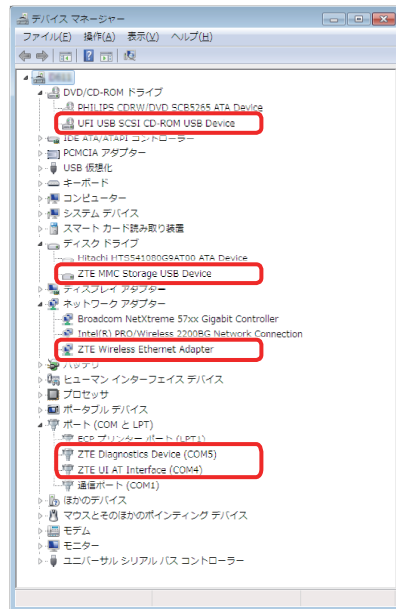 デバイス マネージャー
ファイル(F) 操作(A) 表示(V) ヘルプ(H)
DVD/CD-ROM ドライブ
PHILIPS CDRW/DVD SCB5265 ATA Device
UFI USB SCSI CD-ROM USB Device
IDE ATA/ATAPI コントローラー
PCMCIA アダプター
USB 仮想化
キーボード
コンピューター
システム デバイス
スマート カード読み取り装置
ディスク ドライブ
Hitachi HTS541080G9AT00 ATA Device
ZTE MMC Storage USB Device
ディスプレイ アダプター
ネットワーク アダプター
Broadcom NetXtreme 57xx Gigabit Controller
Intel(R) PRO/Wireless 2200BG Network Connection
ZTE Wireless Ethernet Adapter
バッテリ
ヒューマン インターフェイス デバイス
プロセッサ
ポータブル デバイス
ポート (COM と LPT)
ECP プリンター ポート (LPT1)
ZTE Diagnostics Device (COM5)
ZTE UI AT Interface (COM4)
通信ポート (COM1)
ほかのデバイス
マウスとそのほかのポインティング デバイス
モデム
モニター
ユニバーサル シリアル バス コントローラー